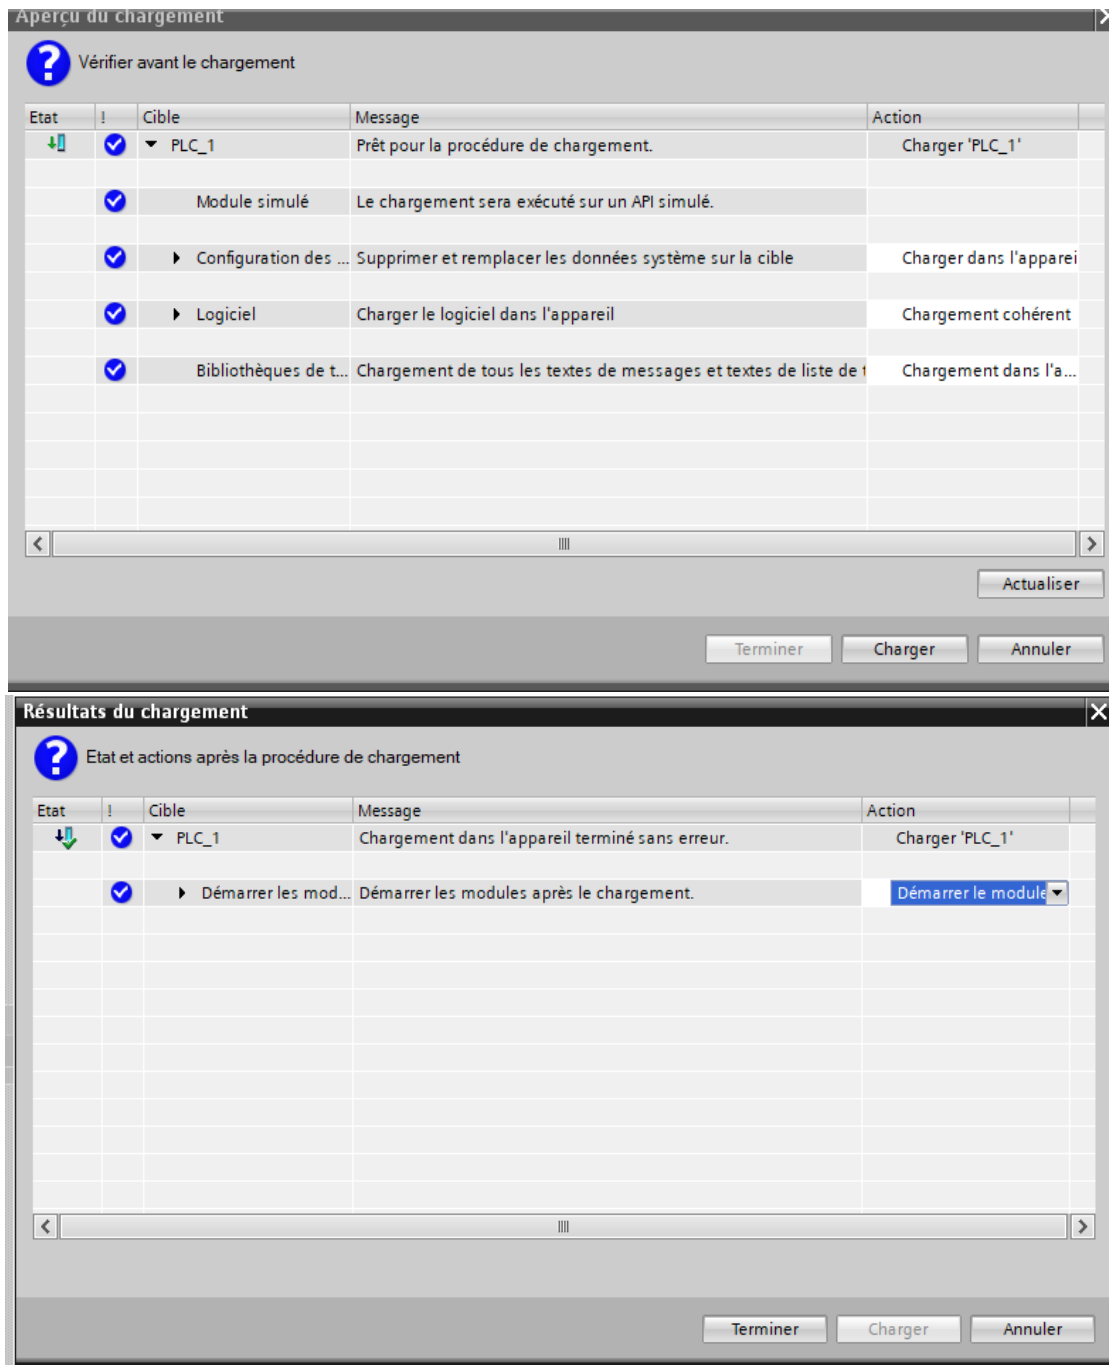 Aperçu du chargement
Vérifier avant le chargement
Etat ! Cible Message Action
PLC_1 Prêt pour la procédure de chargement. Charger 'PLC_1'
Module simulé Le chargement sera exécuté sur un API simulé.
Configuration des ... Supprimer et remplacer les données système sur la cible Charger dans l'apparei
Logiciel Charger le logiciel dans l'appareil Chargement cohérent
Bibliothèques de t... Chargement de tous les textes de messages et textes de liste de t Chargement dans l'a...
Actualiser
Terminer Charger Annuler
Résultats du chargement
Etat et actions après la procédure de chargement
Etat ! Cible Message Action
PLC_1 Chargement dans l'appareil terminé sans erreur. Charger 'PLC_1'
Démarrer les mod... Démarrer les modules après le chargement. Démarrer le module
Terminer Charger Annuler